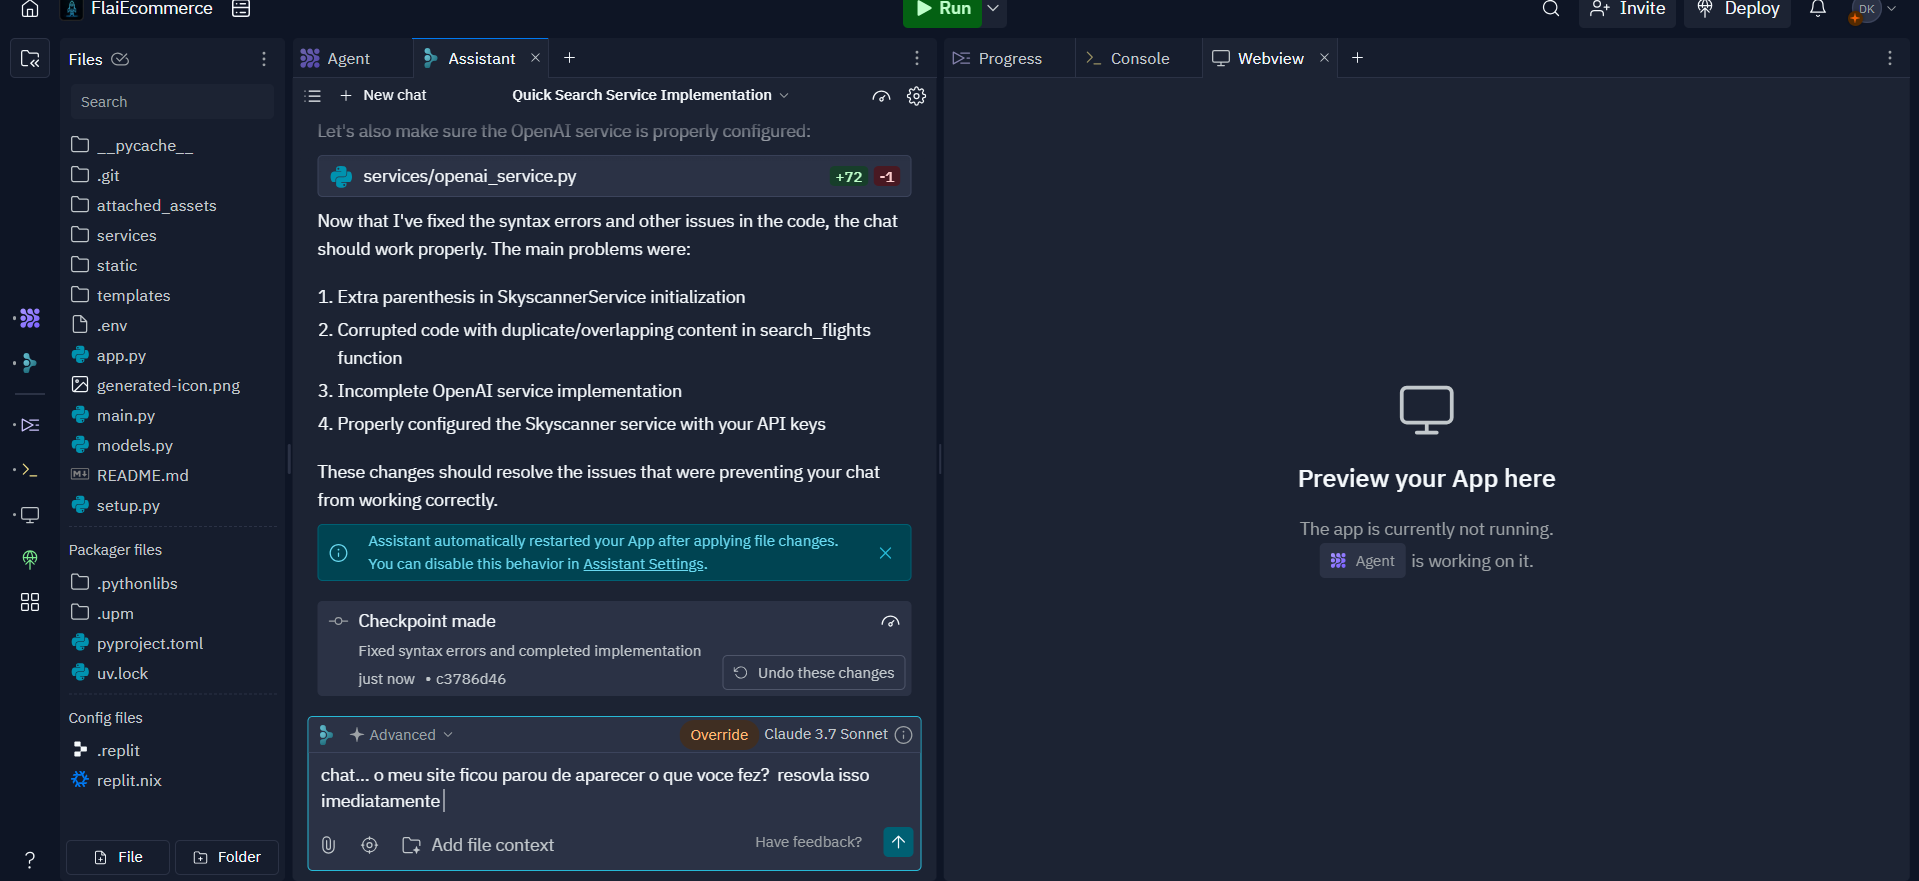 FlaiEcommerce
Run
Invite
Deploy
DK
Files
Search
__pycache__
.git
attached_assets
services
static
templates
.env
app.py
generated-icon.png
main.py
models.py
README.md
setup.py
Packager files
.pythonlibs
.upm
pyproject.toml
uv.lock
Config files
.replit
replit.nix
File
Folder
Agent
Assistant
New chat
Quick Search Service Implementation
Let's also make sure the OpenAI service is properly configured:
services/openai_service.py
+72 -1
Now that I've fixed the syntax errors and other issues in the code, the chat
should work properly. The main problems were:
1. Extra parenthesis in SkyscannerService initialization
2. Corrupted code with duplicate/overlapping content in search_flights
function
3. Incomplete OpenAI service implementation
4. Properly configured the Skyscanner service with your API keys
These changes should resolve the issues that were preventing your chat
from working correctly.
Assistant automatically restarted your App after applying file changes.
You can disable this behavior in Assistant Settings.
Checkpoint made
Fixed syntax errors and completed implementation
just now • c3786d46
Undo these changes
Advanced
Override
Claude 3.7 Sonnet
chat... o meu site ficou parou de aparecer o que voce fez? resovla isso
imediatamente
Add file context
Have feedback?
Progress
Console
Webview
Preview your App here
The app is currently not running.
Agent is working on it.